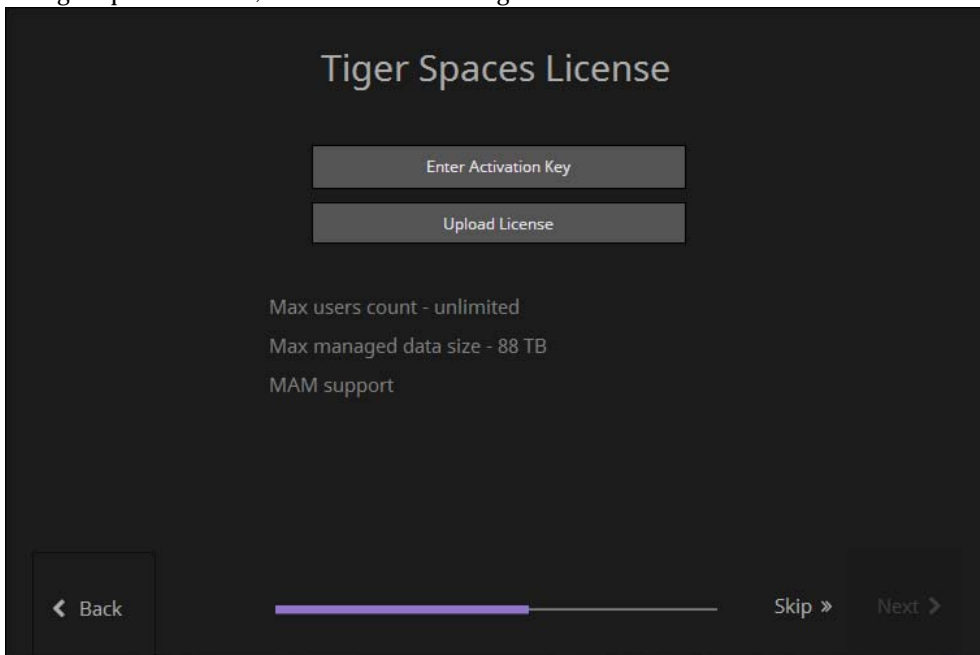 Tiger Spaces License
Enter Activation Key
Upload License
Max users count - unlimited
Max managed data size - 88 TB
MAM support
Back
Skip »
Next